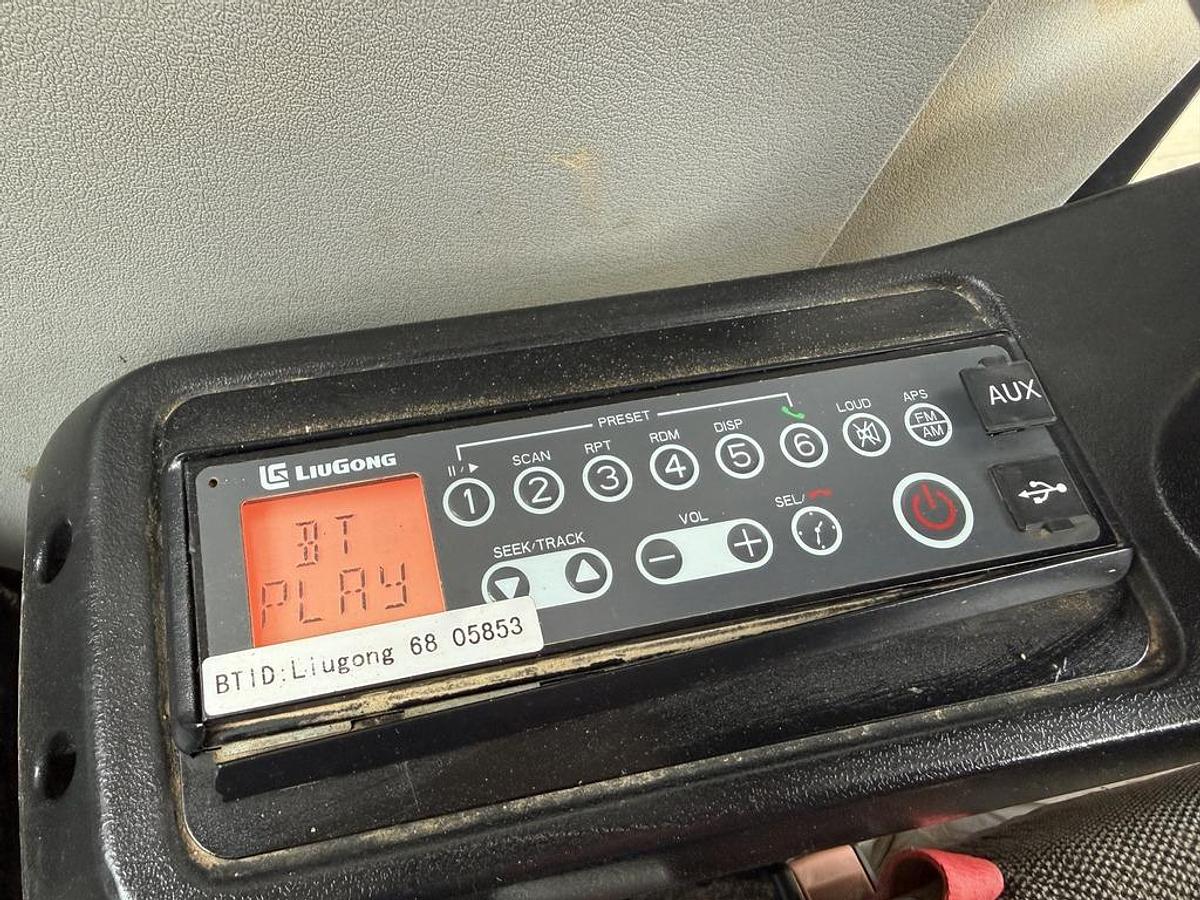 LG LIUGONG
BT
PLAY
BTID:Liugong 68 05853
PRESET
SCAN
RPT
RDM
DISP
LOUD
APS
1
2
3
4
5
6
FM
AM
SEEK/TRACK
VOL
SEL/
AUX